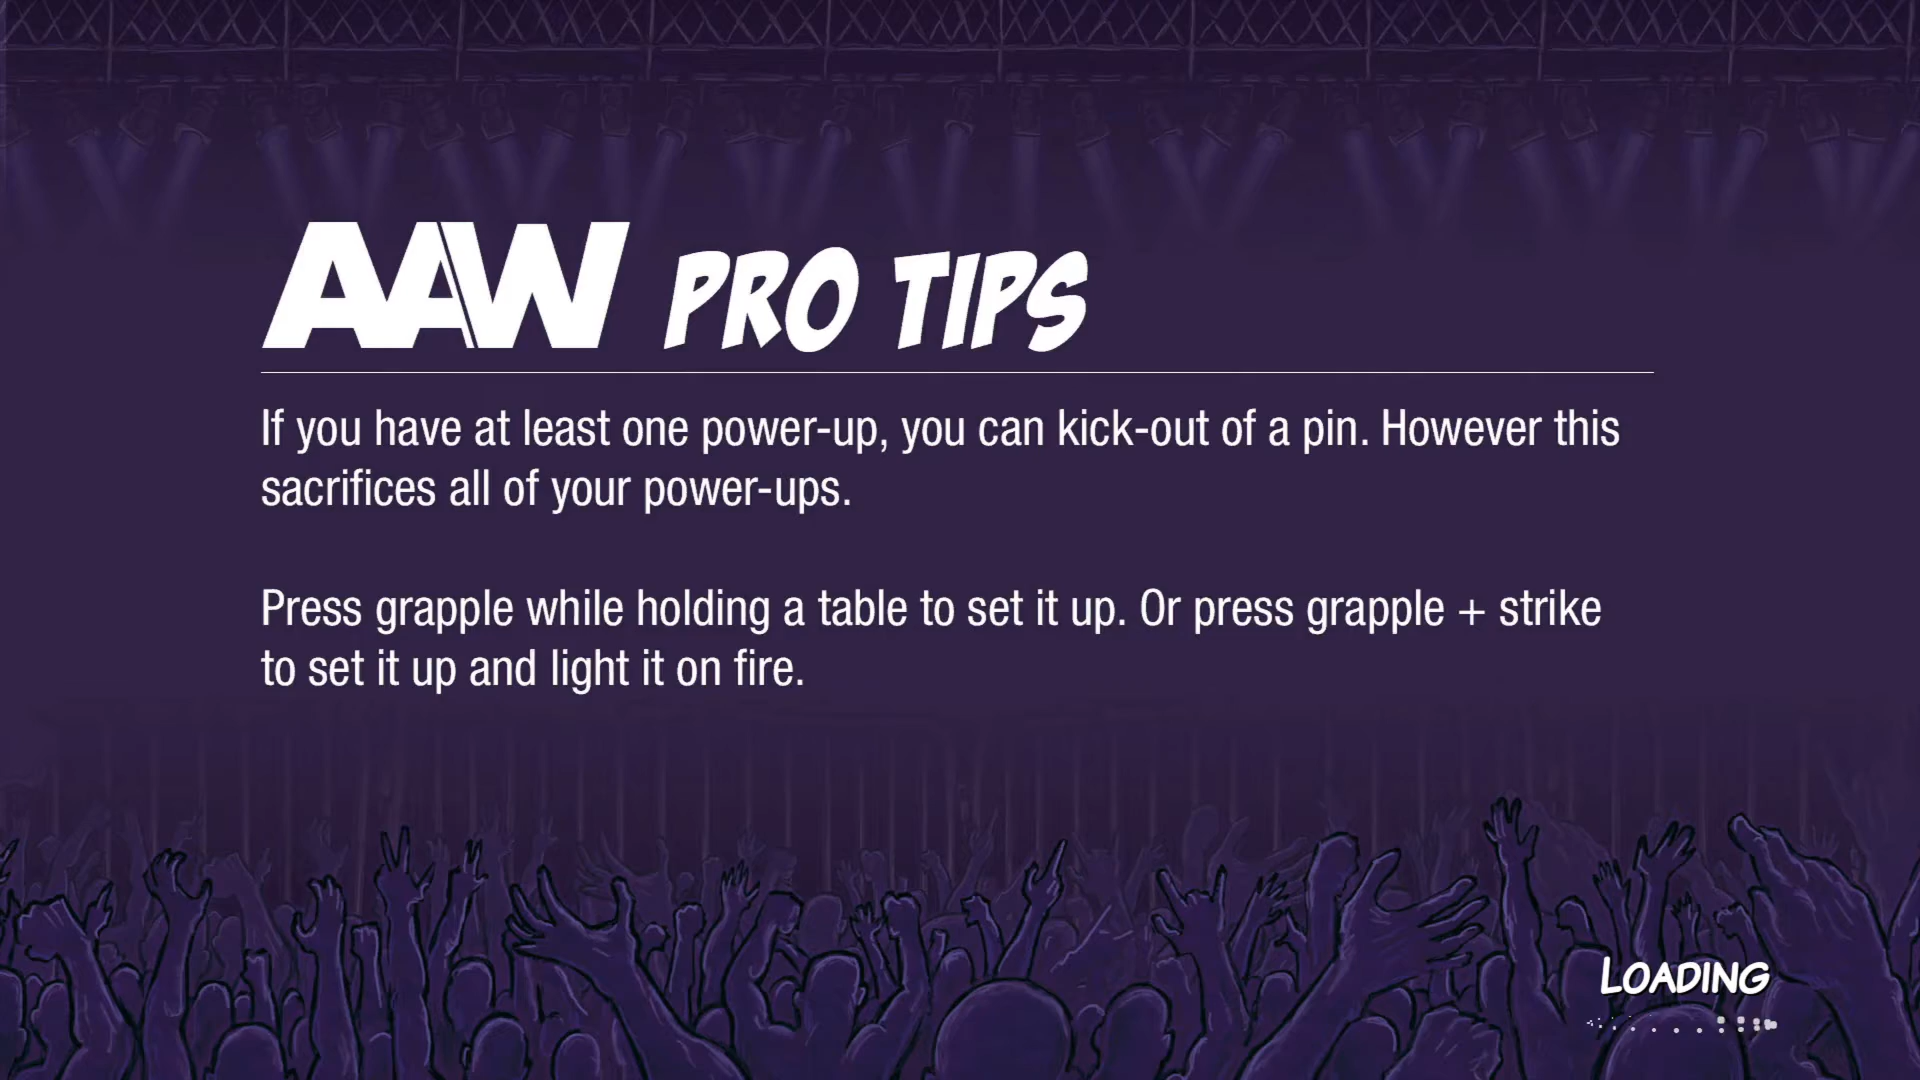 AAW PRO TIPS
If you have at least one power-up, you can kick-out of a pin. However this
sacrifices all of your power-ups.
Press grapple while holding a table to set it up. Or press grapple + strike
to set it up and light it on fire.
LOADING